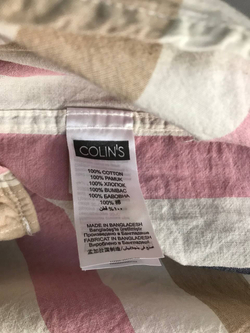 COLIN'S
100% COTTON
100% PAMUK
100% ХЛОПОК
100% BUMBAC
100% БАВОВНА
100% 棉
MADE IN BANGLADESH
Bangladeş'te üretilmiştir
Произведено в Бангладеш
FABRICAT IN BANGLADESH